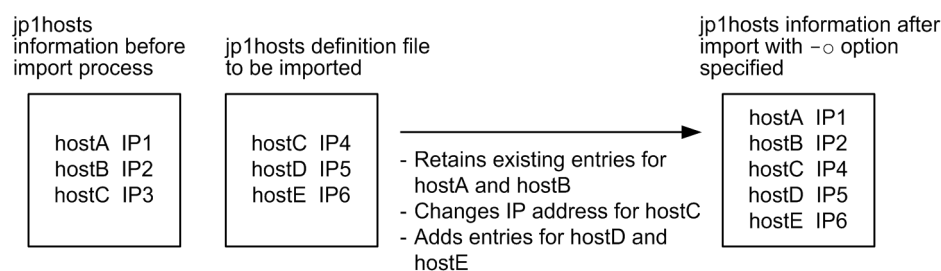 jp1hosts
information before
import process
jp1hosts definition file
to be imported
jp1hosts information after
import with -o option
specified
hostA IP1
hostB IP2
hostC IP3
hostC IP4
hostD IP5
hostE IP6
- Retains existing entries for
hostA and hostB
- Changes IP address for hostC
- Adds entries for hostD and
hostE
hostA IP1
hostB IP2
hostC IP4
hostD IP5
hostE IP6